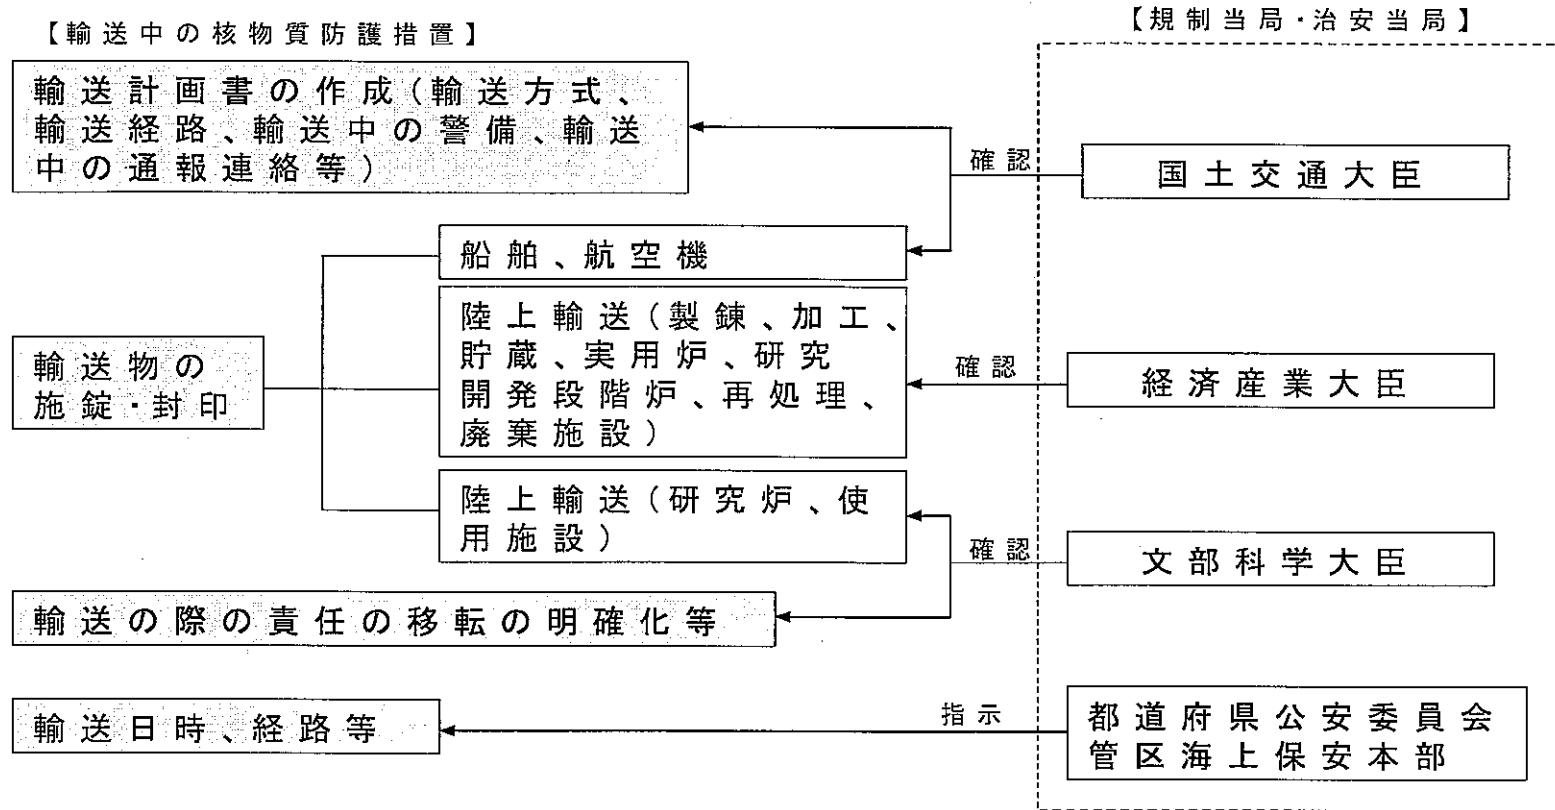 【輸送中の核物質防護措置】
【規制当局・治安当局】
輸送計画書の作成（輸送方式、
輸送経路、輸送中の警備、輸送
中の通報連絡等）
確認
国土交通大臣
船舶、航空機
輸送物の
施錠・封印
陸上輸送（製錬、加工、
貯蔵、実用炉、研究
開発段階炉、再処理、
廃棄施設）
確認
経済産業大臣
陸上輸送（研究炉、使
用施設）
確認
文部科学大臣
輸送の際の責任の移転の明確化等
輸送日時、経路等
指示
都道府県公安委員会
管区海上保安本部